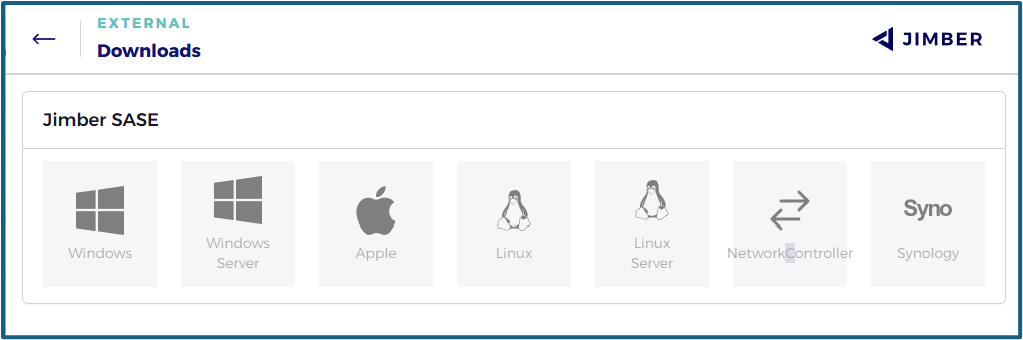 EXTERNAL
Downloads
JIMBER
Jimber SASE
Windows
Windows
Server
Apple
Linux
Linux
Server
NetworkController
Syno
Synology